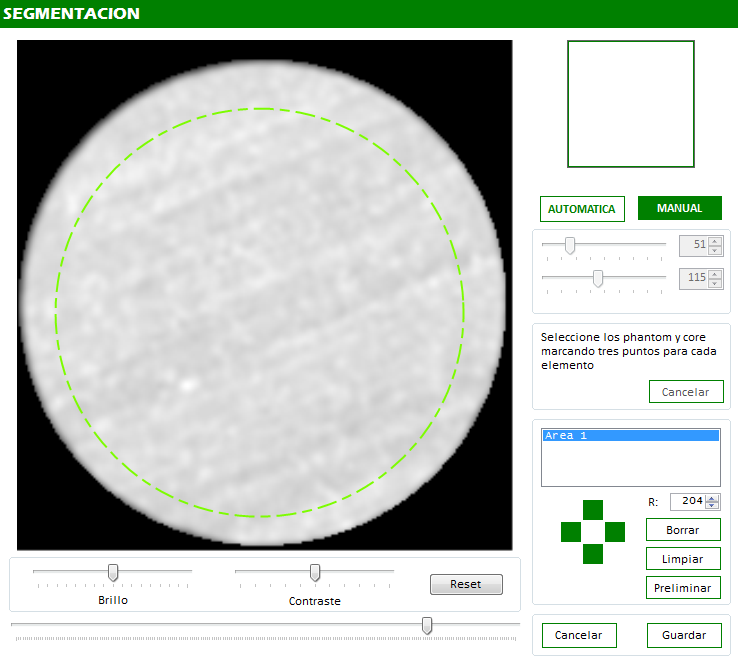 SEGMENTACION
AUTOMATICA
MANUAL
51
115
Seleccione los phantom y core
marcando tres puntos para cada
elemento
Cancelar
Area 1
R: 204
Borrar
Limpiar
Preliminar
Reset
Brillo
Contraste
Cancelar
Guardar